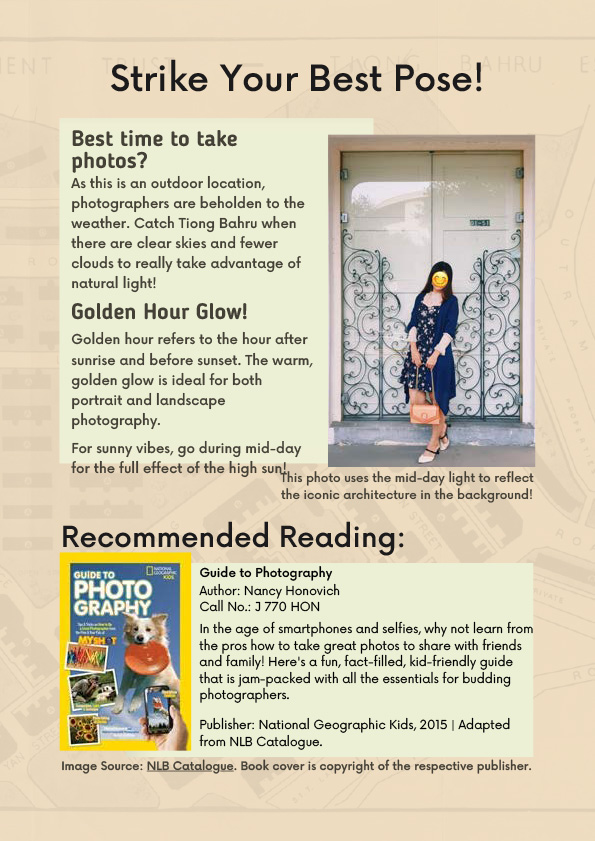 Strike Your Best Pose!
Best time to take
photos?
As this is an outdoor location,
photographers are beholden to the
weather. Catch Tiong Bahru when
there are clear skies and fewer
clouds to really take advantage of
natural light!
Golden Hour Glow!
Golden hour refers to the hour after
sunrise and before sunset. The warm,
golden glow is ideal for both
portrait and landscape
photography.
For sunny vibes, go during mid-day
for the full effect of the high sun!
This photo uses the mid-day light to reflect
the iconic architecture in the background!
Recommended Reading:
NATIONAL
GEOGRAPHIC
KIDS
GUIDE TO
PHOTO
GRAPHY
MYSHOT
Guide to Photography
Author: Nancy Honovich
Call No.: J 770 HON
In the age of smartphones and selfies, why not learn from
the pros how to take great photos to share with friends
and family! Here's a fun, fact-filled, kid-friendly guide
that is jam-packed with all the essentials for budding
photographers.
Publisher: National Geographic Kids, 2015 | Adapted
from NLB Catalogue.
Image Source: NLB Catalogue. Book cover is copyright of the respective publisher.